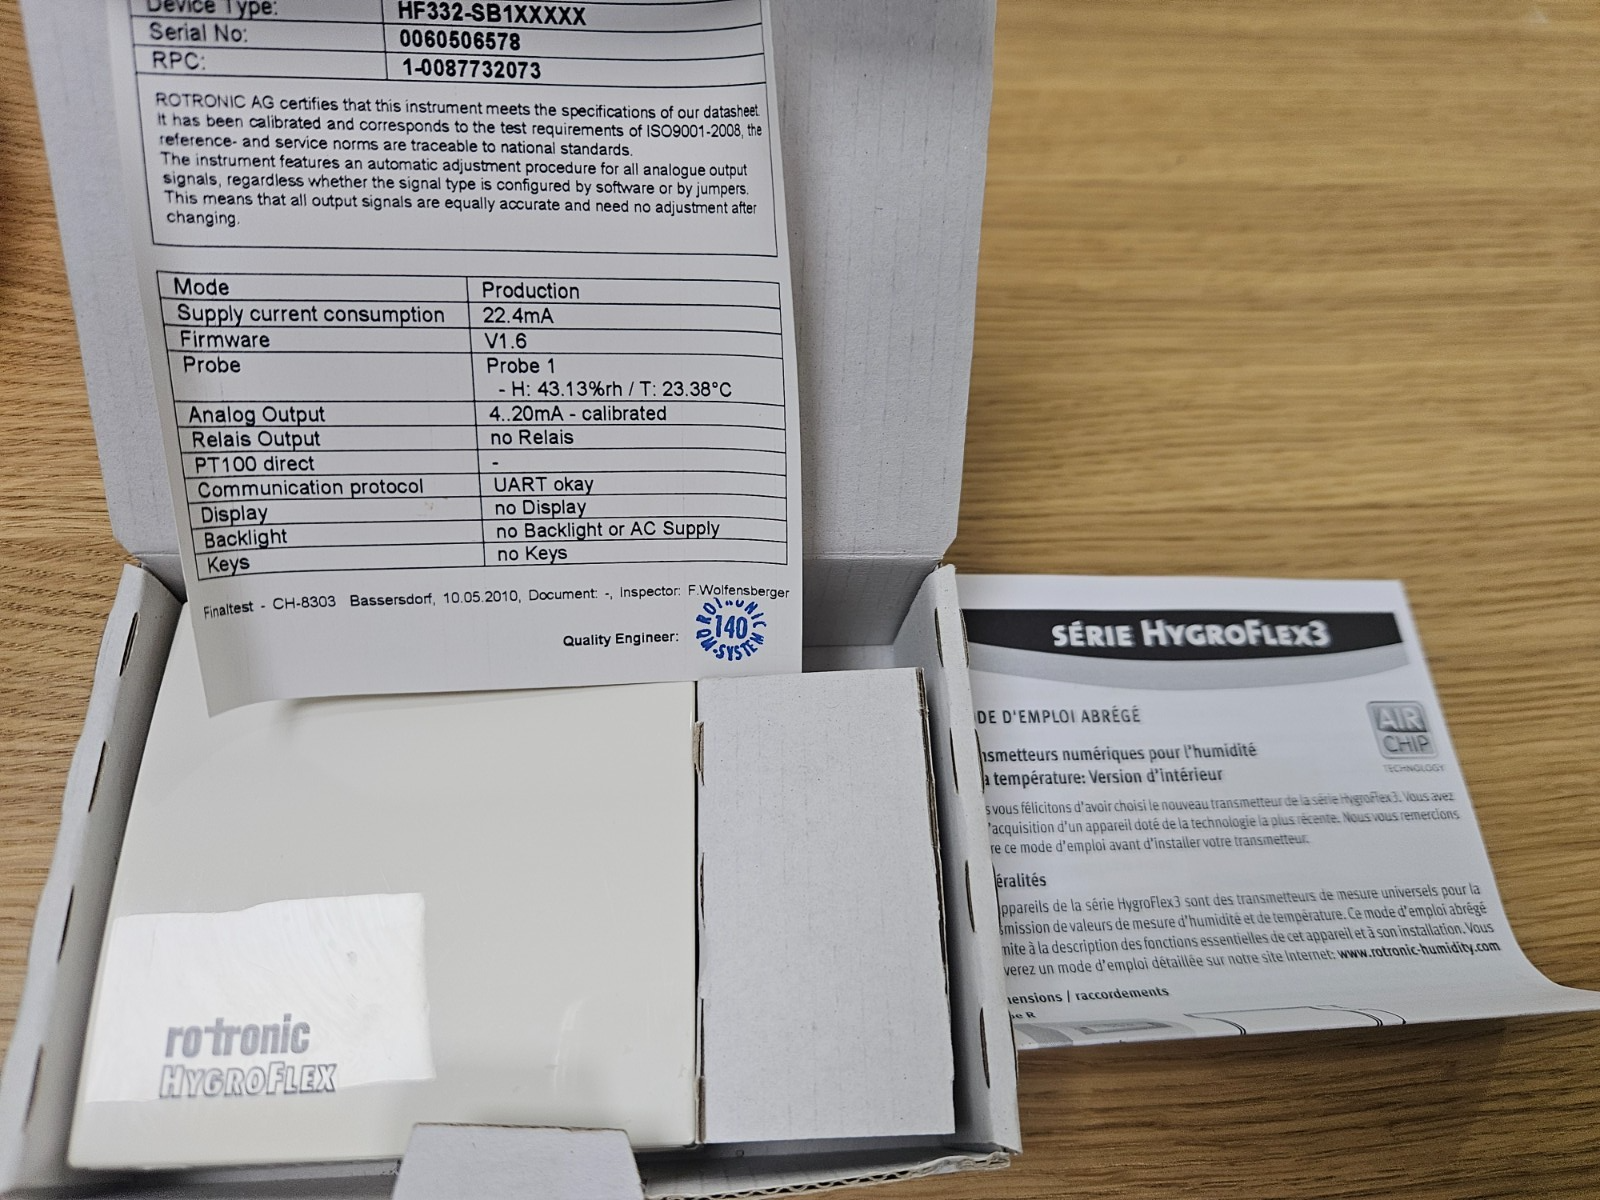 Device Type: HF332-SB1XXXXX
Serial No: 0060506578
RPC: 1-0087732073
ROTRONIC AG certifies that this instrument meets the specifications of our datasheet.
It has been calibrated and corresponds to the test requirements of ISO9001-2008, the
reference- and service norms are traceable to national standards.
The instrument features an automatic adjustment procedure for all analogue output
signals, regardless whether the signal type is configured by software or by jumpers.
This means that all output signals are equally accurate and need no adjustment after
changing.
Mode Production
Supply current consumption 22.4mA
Firmware V1.6
Probe Probe 1
- H: 43.13%rh / T: 23.38°C
Analog Output 4..20mA - calibrated
Relais Output no Relais
PT100 direct -
Communication protocol UART okay
Display no Display
Backlight no Backlight or AC Supply
Keys no Keys
Finaltest - CH-8303 Bassersdorf, 10.05.2010, Document: -, Inspector: F.Wolfensberger
Quality Engineer:
ROTRONIC
140
QM-SYSTEM
rotronic
HYGROFLEX
SÉRIE HYGROFLEX3
DE D'EMPLOI ABRÉGÉ
AIR
CHIP
TECHNOLOGY
nsmetteurs numériques pour l'humidité
a température: Version d'intérieur
s vous félicitons d'avoir choisi le nouveau transmetteur de la série HygroFlex3. Vous avez
'acquisition d'un appareil doté de la technologie la plus récente. Nous vous remercions
re ce mode d'emploi avant d'installer votre transmetteur.
éralités
ppareils de la série HygroFlex3 sont des transmetteurs de mesure universels pour la
smission de valeurs de mesure d'humidité et de température. Ce mode d'emploi abrégé
mite à la description des fonctions essentielles de cet appareil et à son installation. Vous
verez un mode d'emploi détaillée sur notre site Internet: www.rotronic-humidity.com
ensions | raccordements
pe R